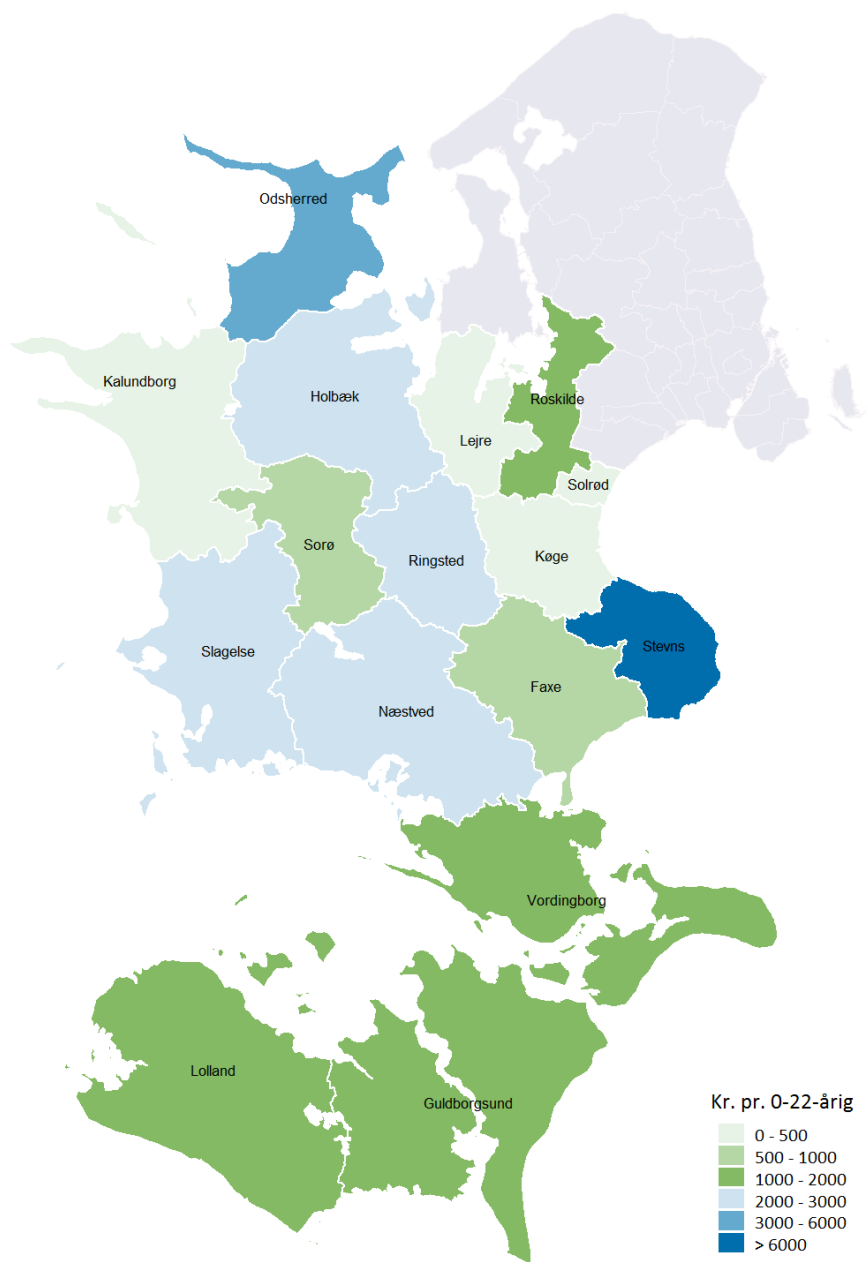 Odsherred
Kalundborg
Holbæk
Roskilde
Lejre
Solrød
Sorø
Ringsted
Køge
Slagelse
Stevns
Faxe
Næstved
Vordingborg
Lolland
Guldborgsund
Kr. pr. 0-22-årig
0 - 500
500 - 1000
1000 - 2000
2000 - 3000
3000 - 6000
> 6000